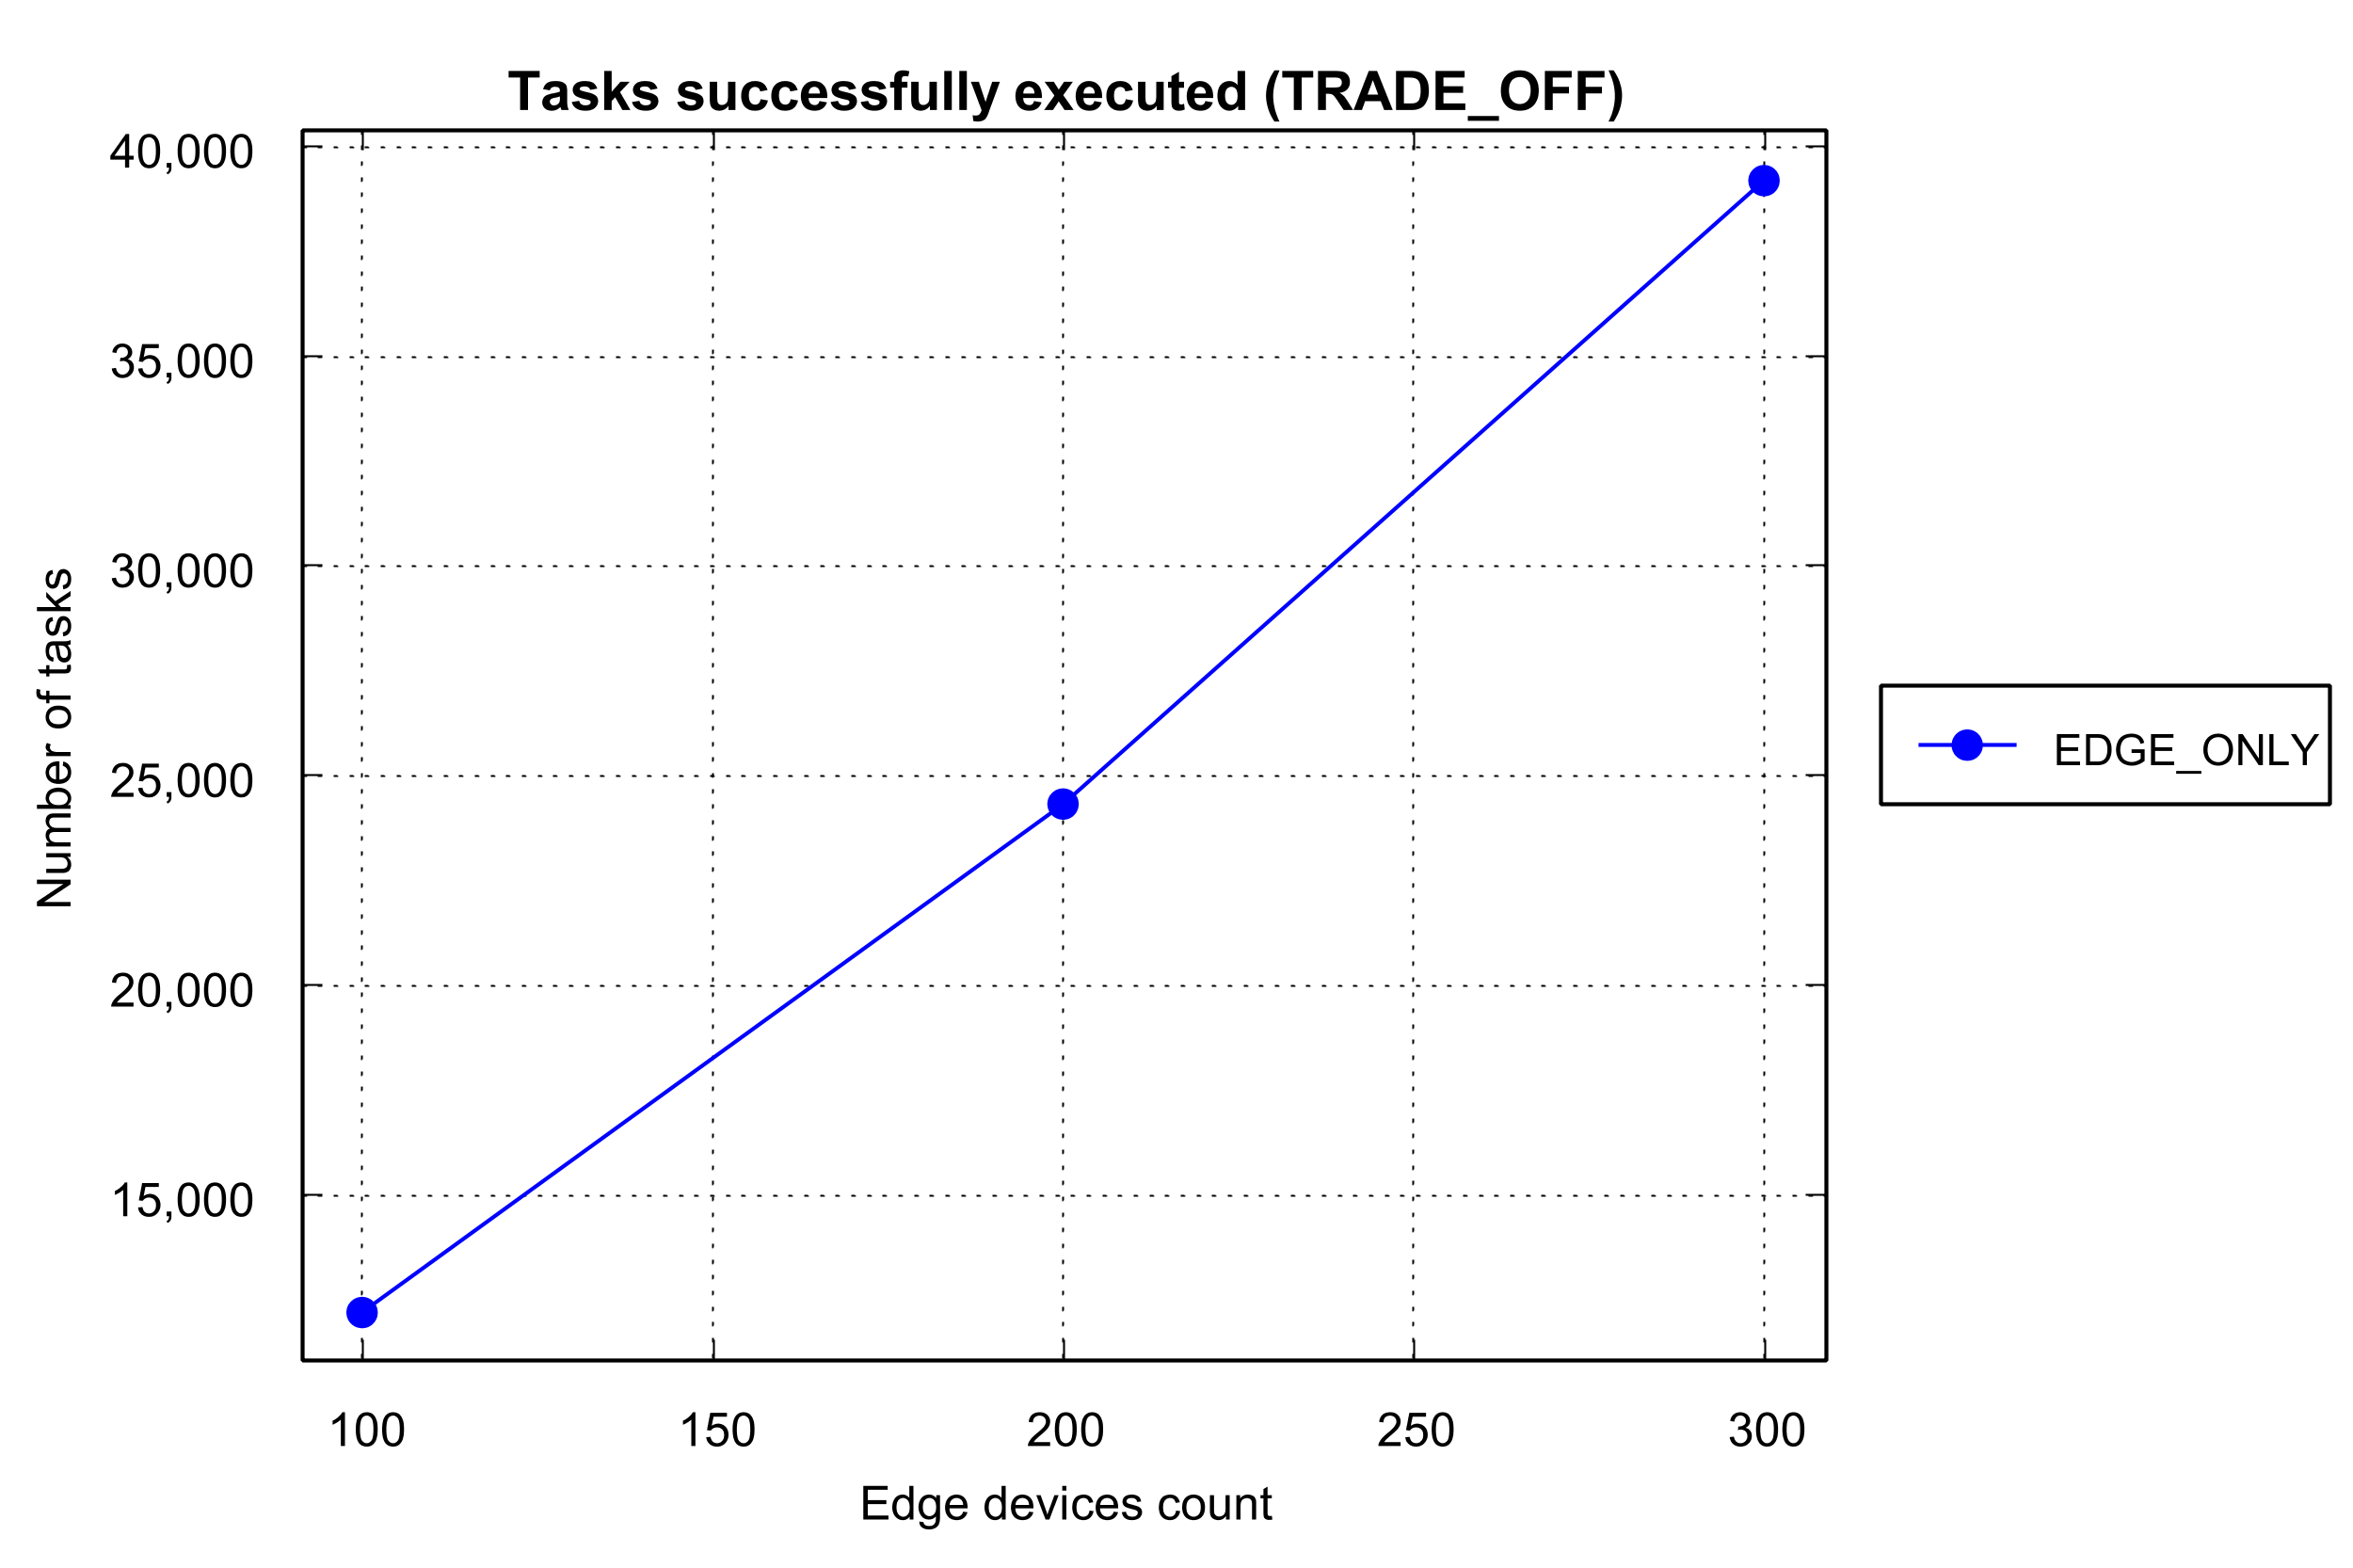 Tasks successfully executed (TRADE_OFF)
40,000
35,000
30,000
25,000
20,000
15,000
Number of tasks
100 150 200 250 300
Edge devices count
EDGE_ONLY